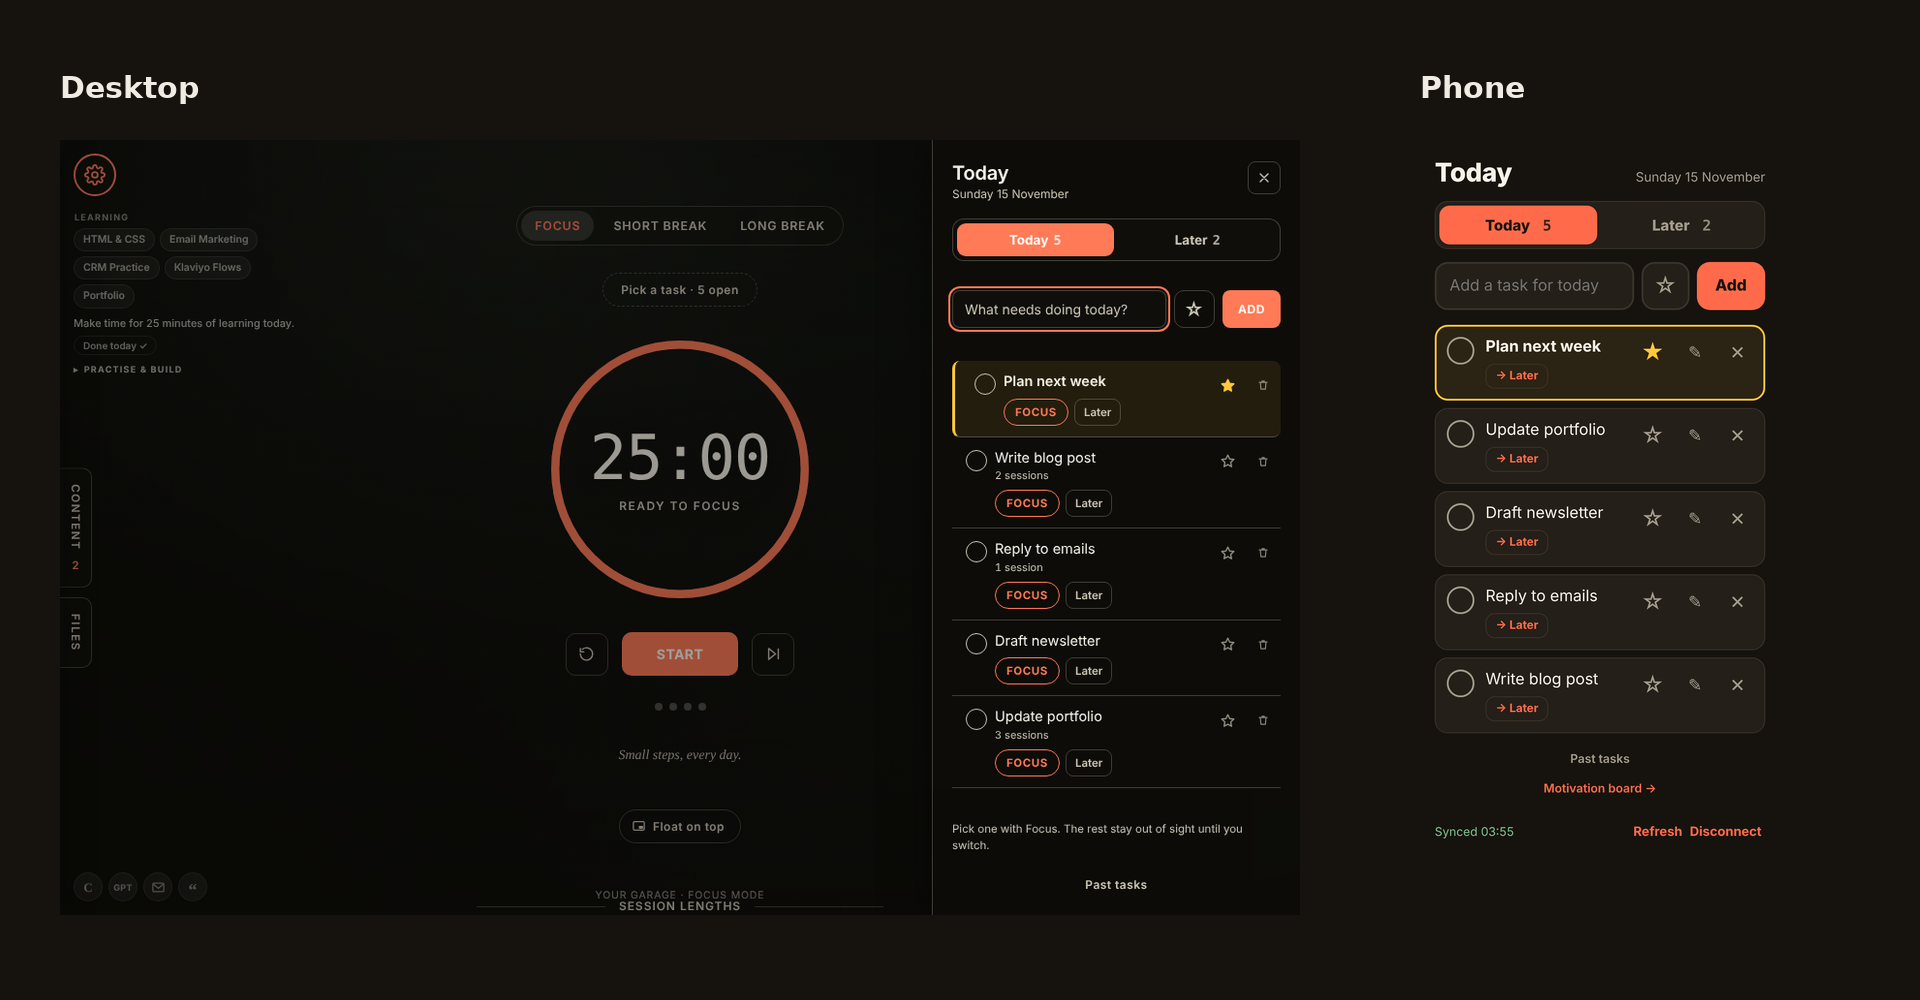 Desktop
Phone
LEARNING
HTML & CSS
Email Marketing
CRM Practice
Klaviyo Flows
Portfolio
Make time for 25 minutes of learning today.
Done today ✓
▸ PRACTISE & BUILD
CONTENT 2
FILES
C
GPT
“
FOCUS
SHORT BREAK
LONG BREAK
Pick a task · 5 open
25:00
READY TO FOCUS
START
Small steps, every day.
Float on top
YOUR GARAGE · FOCUS MODE
SESSION LENGTHS
Today
Sunday 15 November
Today 5
Later 2
What needs doing today?
ADD
Plan next week
FOCUS
Later
Write blog post
2 sessions
FOCUS
Later
Reply to emails
1 session
FOCUS
Later
Draft newsletter
FOCUS
Later
Update portfolio
3 sessions
FOCUS
Later
Pick one with Focus. The rest stay out of sight until you
switch.
Past tasks
Today
Sunday 15 November
Today 5
Later 2
Add a task for today
Add
Plan next week
→ Later
Update portfolio
→ Later
Draft newsletter
→ Later
Reply to emails
→ Later
Write blog post
→ Later
Past tasks
Motivation board →
Synced 03:55
Refresh
Disconnect